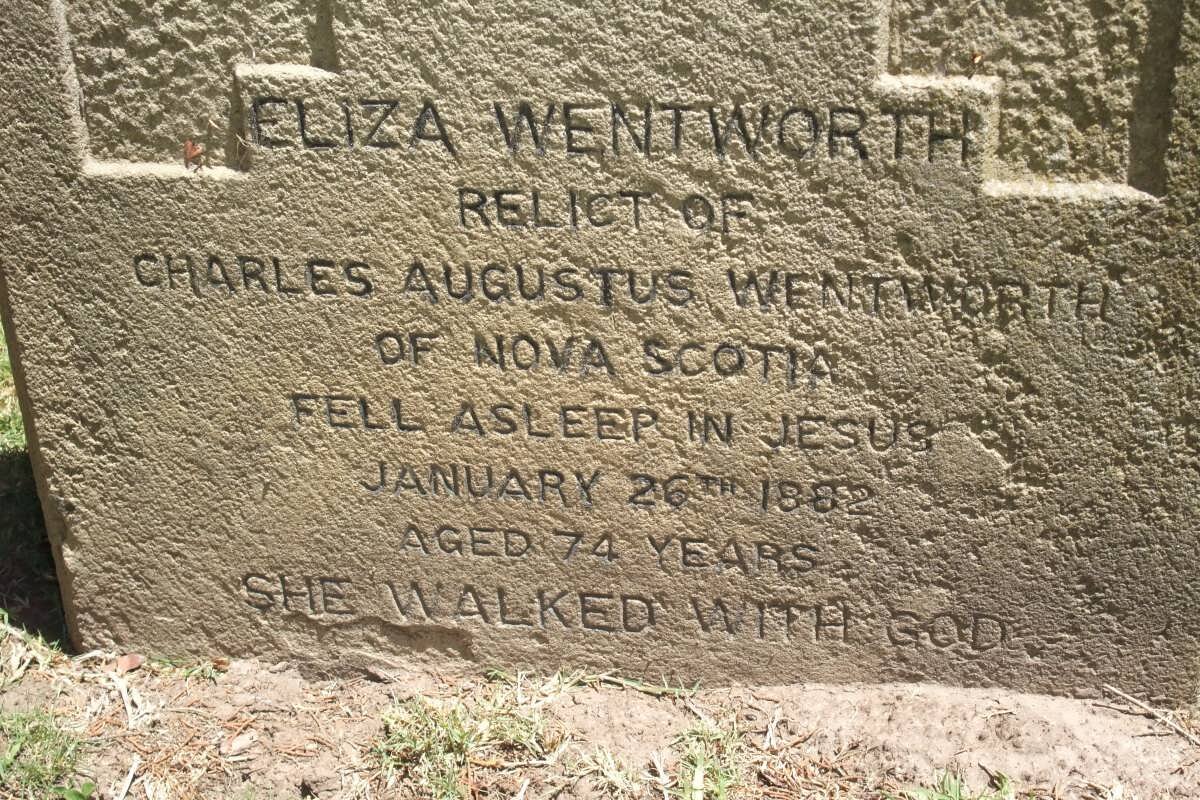 ELIZA WENTWORTH
RELICT OF
CHARLES AUGUSTUS WENTWORTH
OF NOVA SCOTIA
FELL ASLEEP IN JESUS
JANUARY 26TH 1882
AGED 74 YEARS
SHE WALKED WITH GOD